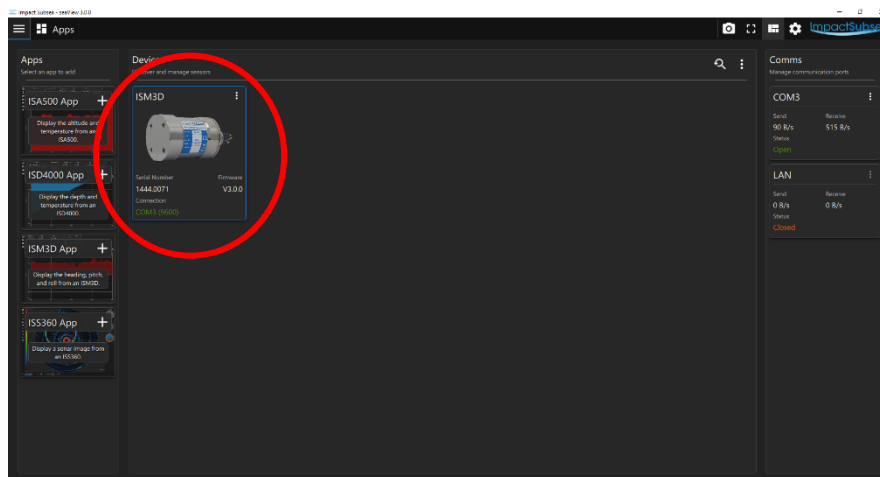 Impact Subsea - seaView 3.0.0
Apps
ImpactSubse
Apps
Select an app to add
ISA500 App
Display the altitude and
temperature from an
ISA500.
ISD4000 App
Display the depth and
temperature from an
ISD4000.
ISM3D App
Display the heading, pitch,
and roll from an ISM3D.
ISS360 App
Display a sonar image from
an ISS360.
and manage sensors
ISM3D
Serial Number Firmware
1444.0071 V3.0.0
Connection
COM3 (9600)
Comms
Manage communication ports
COM3
Send Receive
90 B/s 515 B/s
Status
Open
LAN
Send Receive
0 B/s 0 B/s
Status
Closed